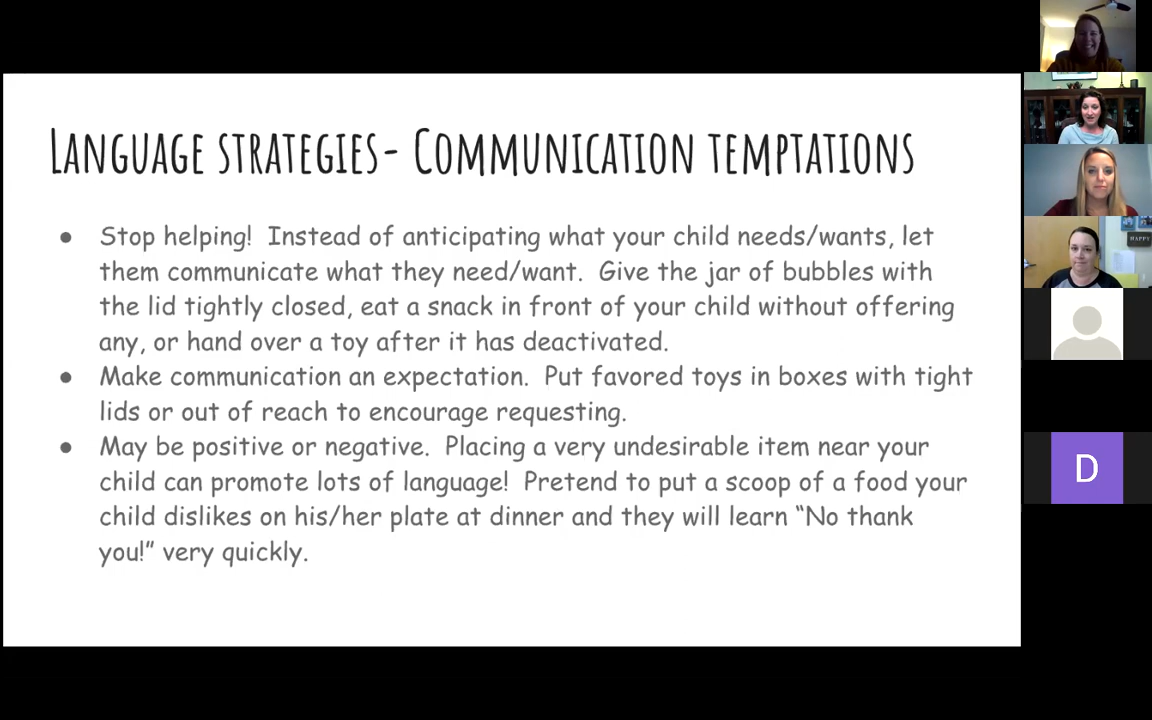 Language strategies- Communication temptations
● Stop helping!  Instead of anticipating what your child needs/wants, let
them communicate what they need/want.  Give the jar of bubbles with
the lid tightly closed, eat a snack in front of your child without offering
any, or hand over a toy after it has deactivated.
● Make communication an expectation.  Put favored toys in boxes with tight
lids or out of reach to encourage requesting.
● May be positive or negative.  Placing a very undesirable item near your
child can promote lots of language!  Pretend to put a scoop of a food your
child dislikes on his/her plate at dinner and they will learn “No thank
you!” very quickly.
HAPPY
D